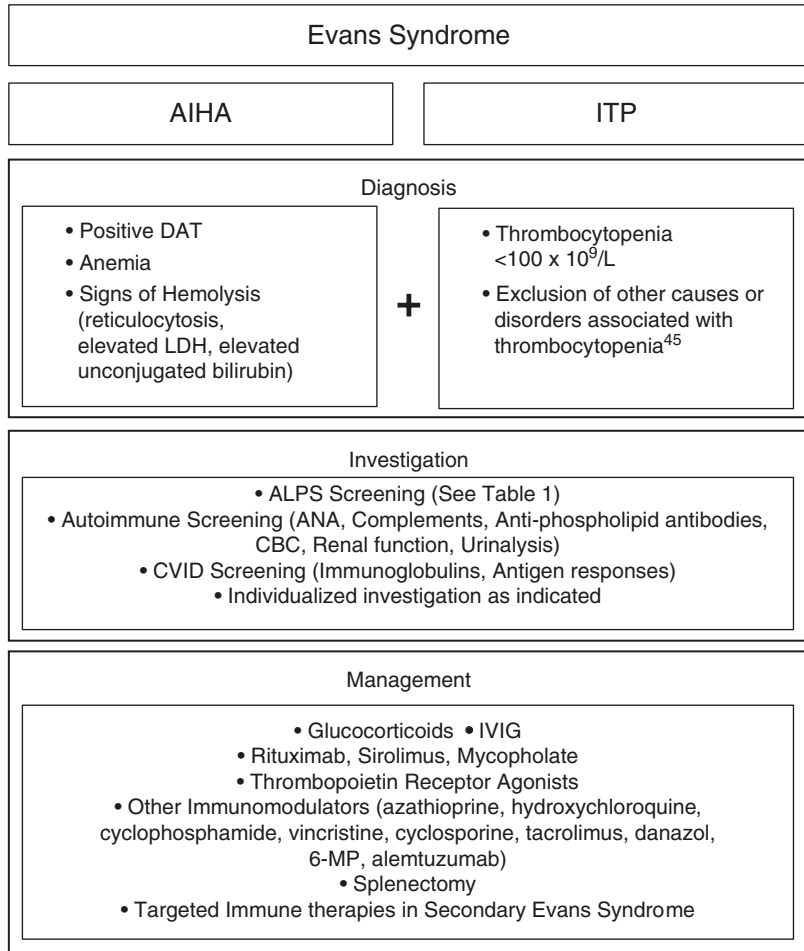 Evans Syndrome
AIHA
ITP
Diagnosis
• Positive DAT
• Anemia
• Signs of Hemolysis
(reticulocytosis,
elevated LDH, elevated
unconjugated bilirubin)
+
• Thrombocytopenia
<100 x 10⁹/L
• Exclusion of other causes or
disorders associated with
thrombocytopenia⁴⁵
Investigation
• ALPS Screening (See Table 1)
• Autoimmune Screening (ANA, Complements, Anti-phospholipid antibodies,
CBC, Renal function, Urinalysis)
• CVID Screening (Immunoglobulins, Antigen responses)
• Individualized investigation as indicated
Management
• Glucocorticoids • IVIG
• Rituximab, Sirolimus, Mycopholate
• Thrombopoietin Receptor Agonists
• Other Immunomodulators (azathioprine, hydroxychloroquine,
cyclophosphamide, vincristine, cyclosporine, tacrolimus, danazol,
6-MP, alemtuzumab)
• Splenectomy
• Targeted Immune therapies in Secondary Evans Syndrome